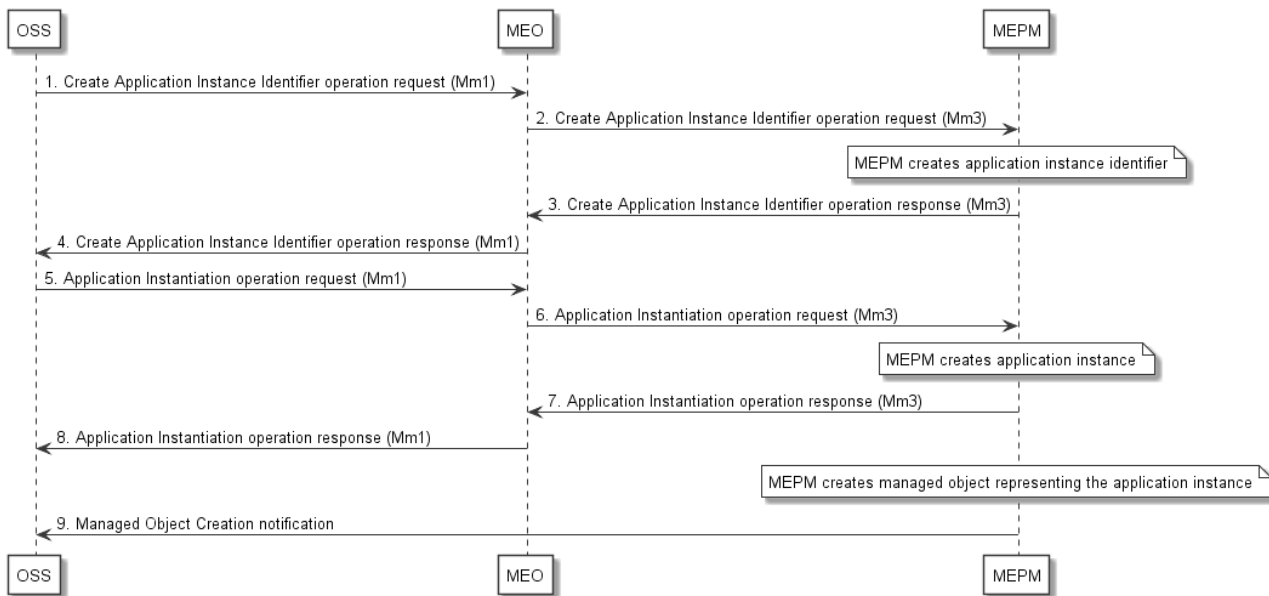 OSS MEO MEPM
1. Create Application Instance Identifier operation request (Mm1)
2. Create Application Instance Identifier operation request (Mm3)
MEPM creates application instance identifier
3. Create Application Instance Identifier operation response (Mm3)
4. Create Application Instance Identifier operation response (Mm1)
5. Application Instantiation operation request (Mm1)
6. Application Instantiation operation request (Mm3)
MEPM creates application instance
7. Application Instantiation operation response (Mm3)
8. Application Instantiation operation response (Mm1)
MEPM creates managed object representing the application instance
9. Managed Object Creation notification
OSS MEO MEPM